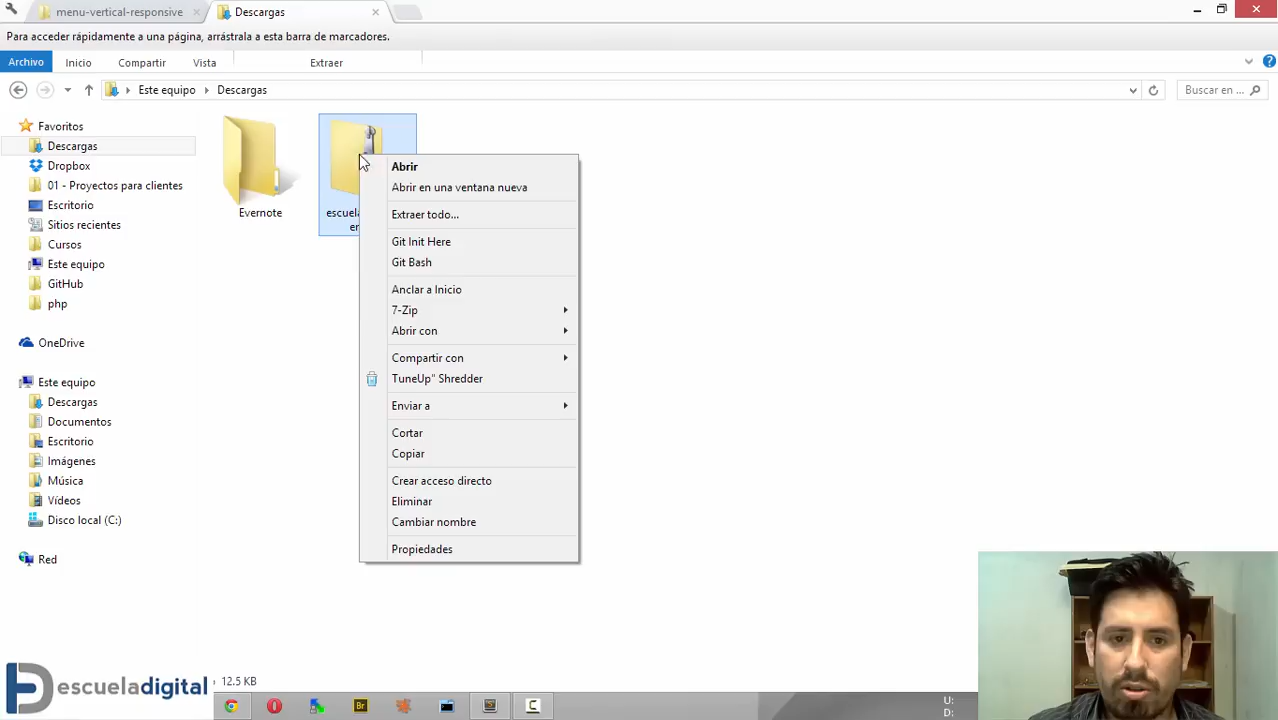 menu-vertical-responsive
Descargas
Para acceder rápidamente a una página, arrástrala a esta barra de marcadores.
Archivo
Inicio
Compartir
Vista
Extraer
Este equipo
Descargas
Buscar en ...
Favoritos
Descargas
Dropbox
01 - Proyectos para clientes
Escritorio
Sitios recientes
Cursos
Este equipo
GitHub
php
OneDrive
Este equipo
Descargas
Documentos
Escritorio
Imágenes
Música
Vídeos
Disco local (C:)
Red
Evernote
Abrir
Abrir en una ventana nueva
Extraer todo...
Git Init Here
Git Bash
Anclar a Inicio
7-Zip
Abrir con
Compartir con
TuneUp" Shredder
Enviar a
Cortar
Copiar
Crear acceso directo
Eliminar
Cambiar nombre
Propiedades
12.5 KB
escueladigital
Br
U:
D: